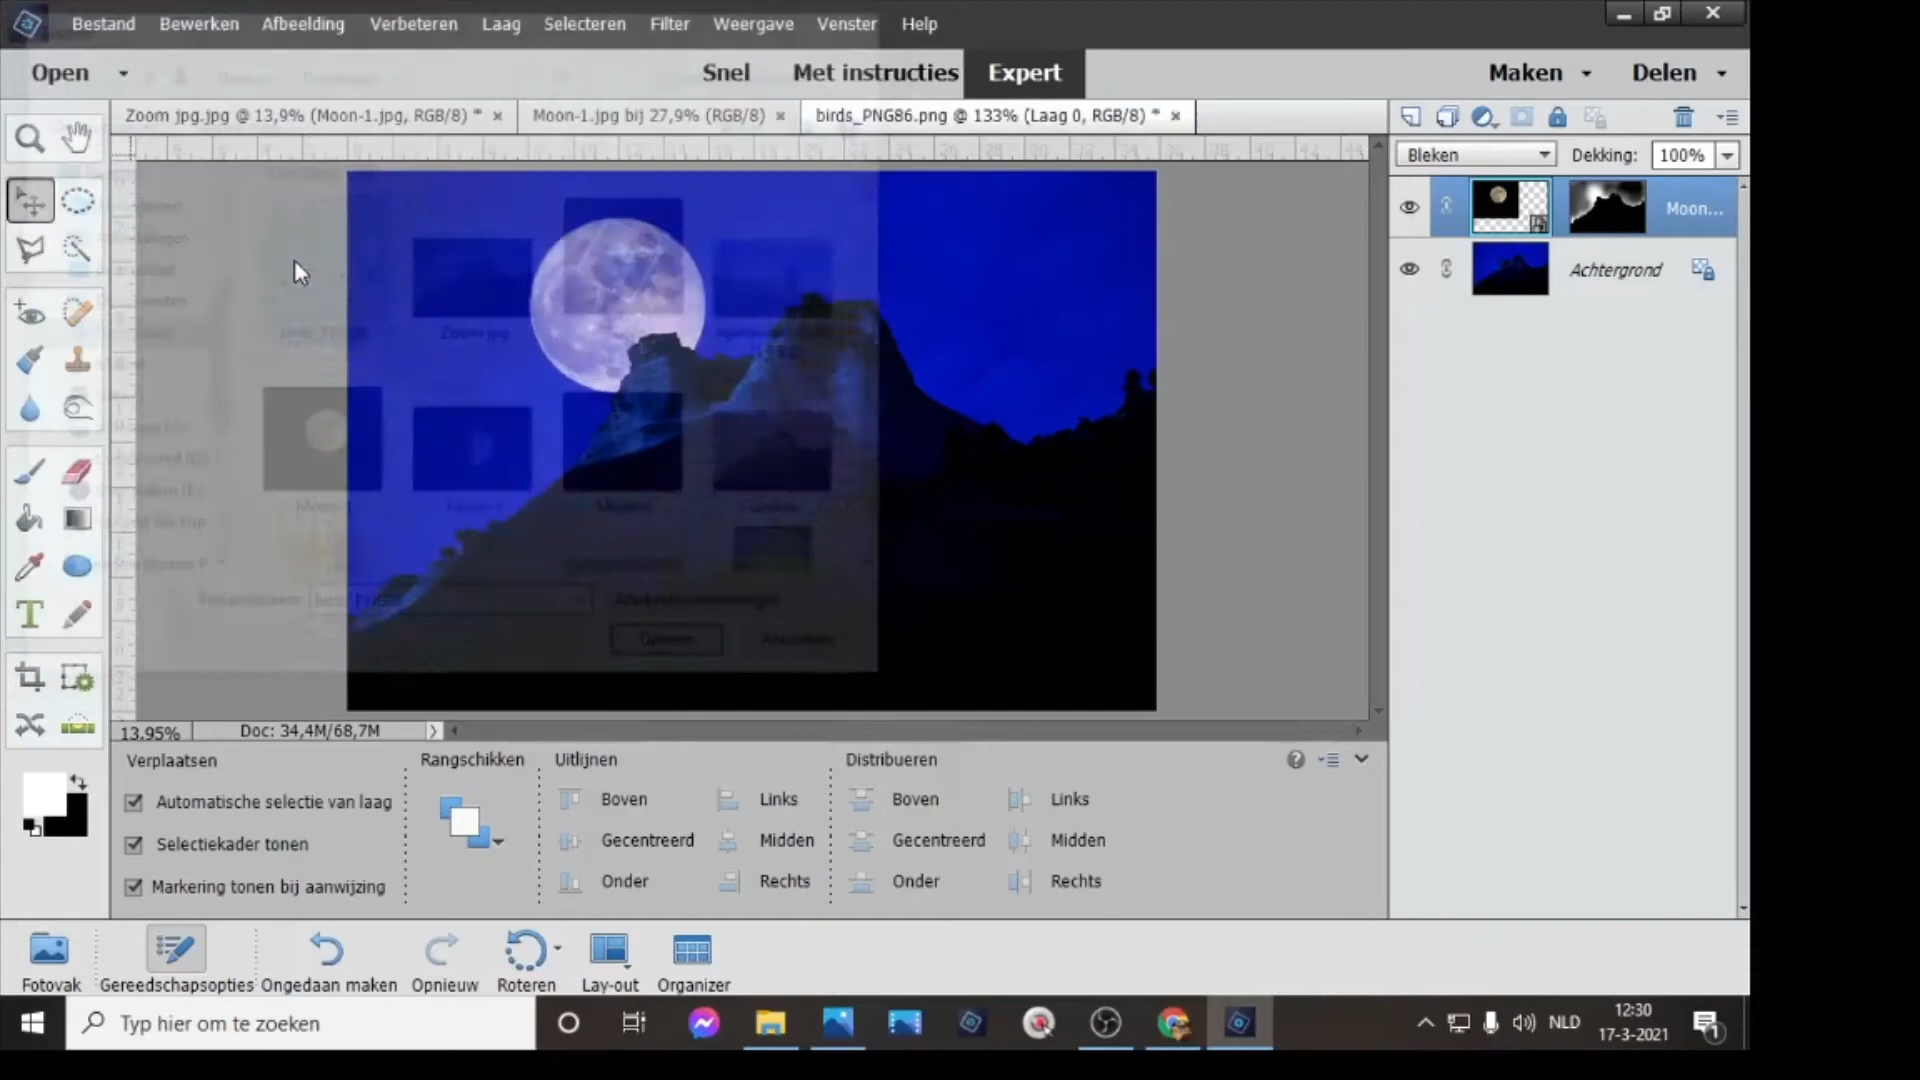 Bestand Bewerken Afbeelding Verbeteren Laag Selecteren Filter Weergave Venster Help
Open Snel Met instructies Expert Maken Delen
Zoom jpg.jpg @ 13,9% (Moon-1.jpg, RGB/8) * Moon-1.jpg bij 27,9% (RGB/8) birds_PNG86.png @ 133% (Laag 0, RGB/8) *
Bleken Dekking: 100%
Moon...
Achtergrond
Zoom jpg
13,95% Doc: 34,4M/68,7M
Verplaatsen Rangschikken Uitlijnen Distribueren
Automatische selectie van laag Boven Links Boven Links
Selectiekader tonen Gecentreerd Midden Gecentreerd Midden
Markering tonen bij aanwijzing Onder Rechts Onder Rechts
Fotovak Gereedschapsopties Ongedaan maken Opnieuw Roteren Lay-out Organizer
Typ hier om te zoeken NLD 12:30
17-3-2021 1